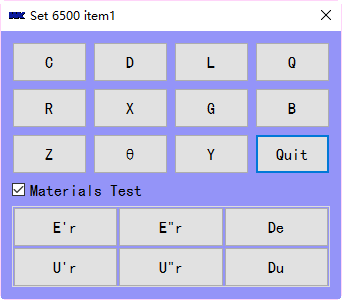 Set 6500 item1
C D L Q
R X G B
Z θ Y Quit
Materials Test
E'r E"r De
U'r U"r Du